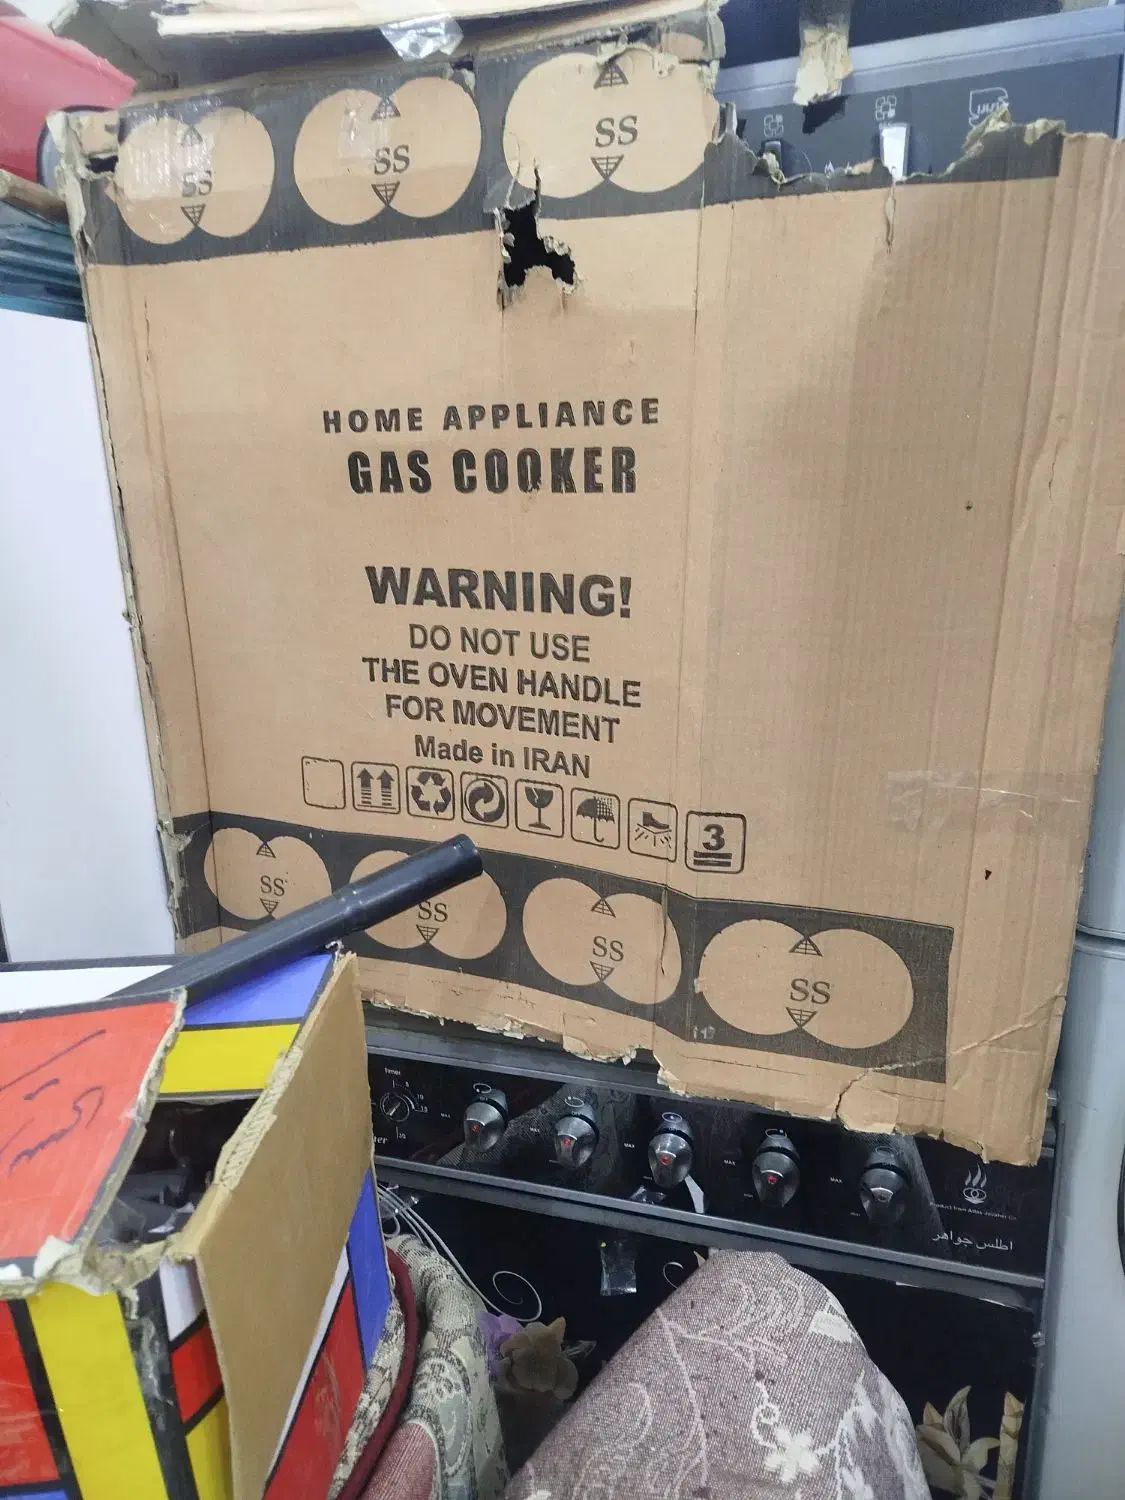 SS
SS
SS
HOME APPLIANCE
GAS COOKER
WARNING!
DO NOT USE
THE OVEN HANDLE
FOR MOVEMENT
Made in IRAN
3
SS
SS
SS
SS
timer
MAX
MAX
MAX
MAX
اطلس جواهر